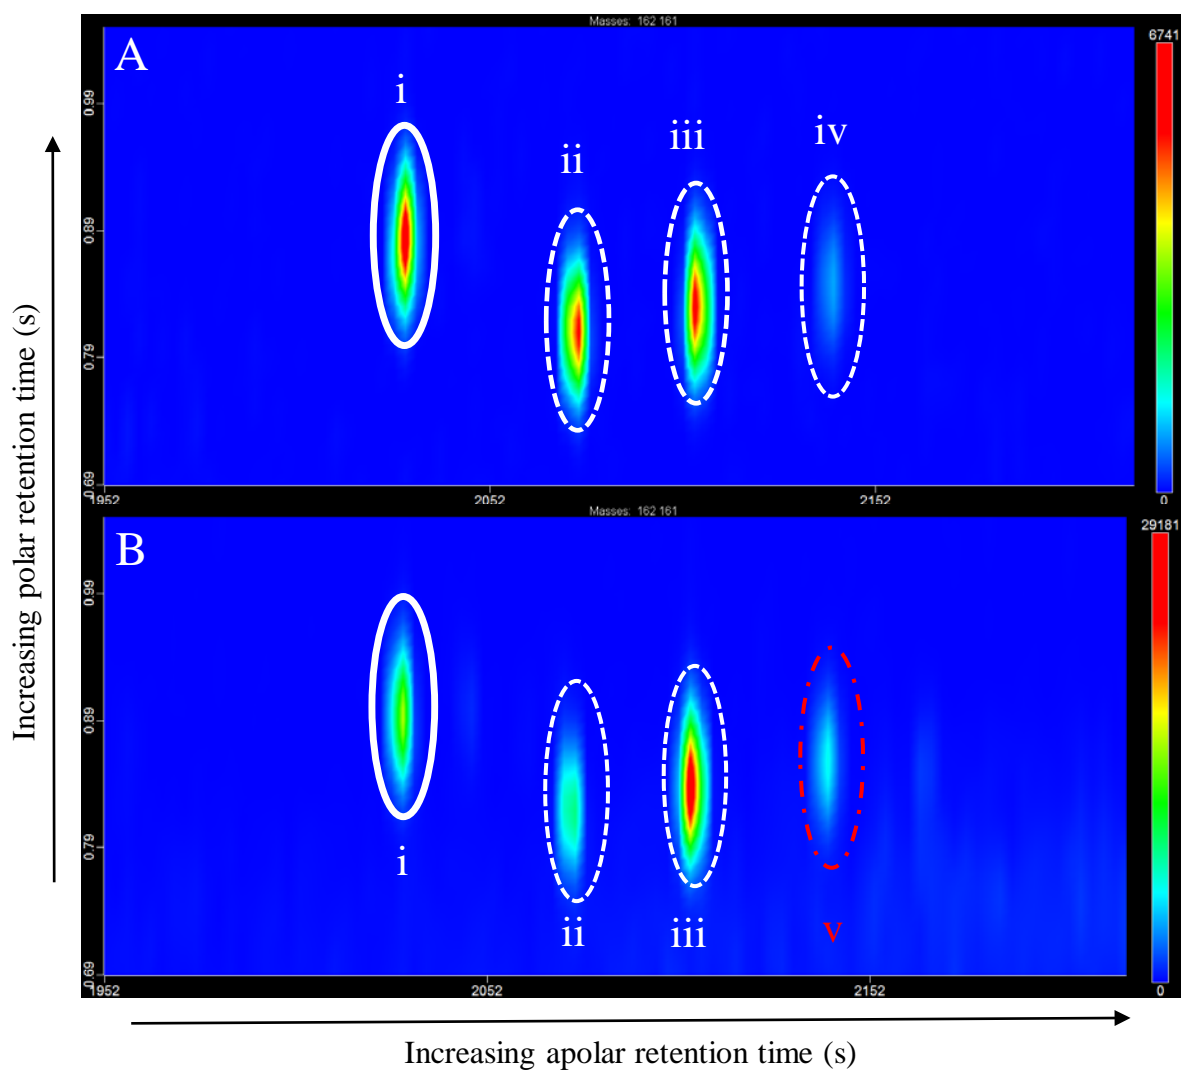 Masses: 162 161
6741
A
i
ii
iii
iv
0.99
0.89
0.79
0.69
0
1952
2052
2152
Masses: 162 161
29181
B
i
ii
iii
v
0.99
0.89
0.79
0.69
0
1952
2052
2152
Increasing polar retention time (s)
Increasing apolar retention time (s)